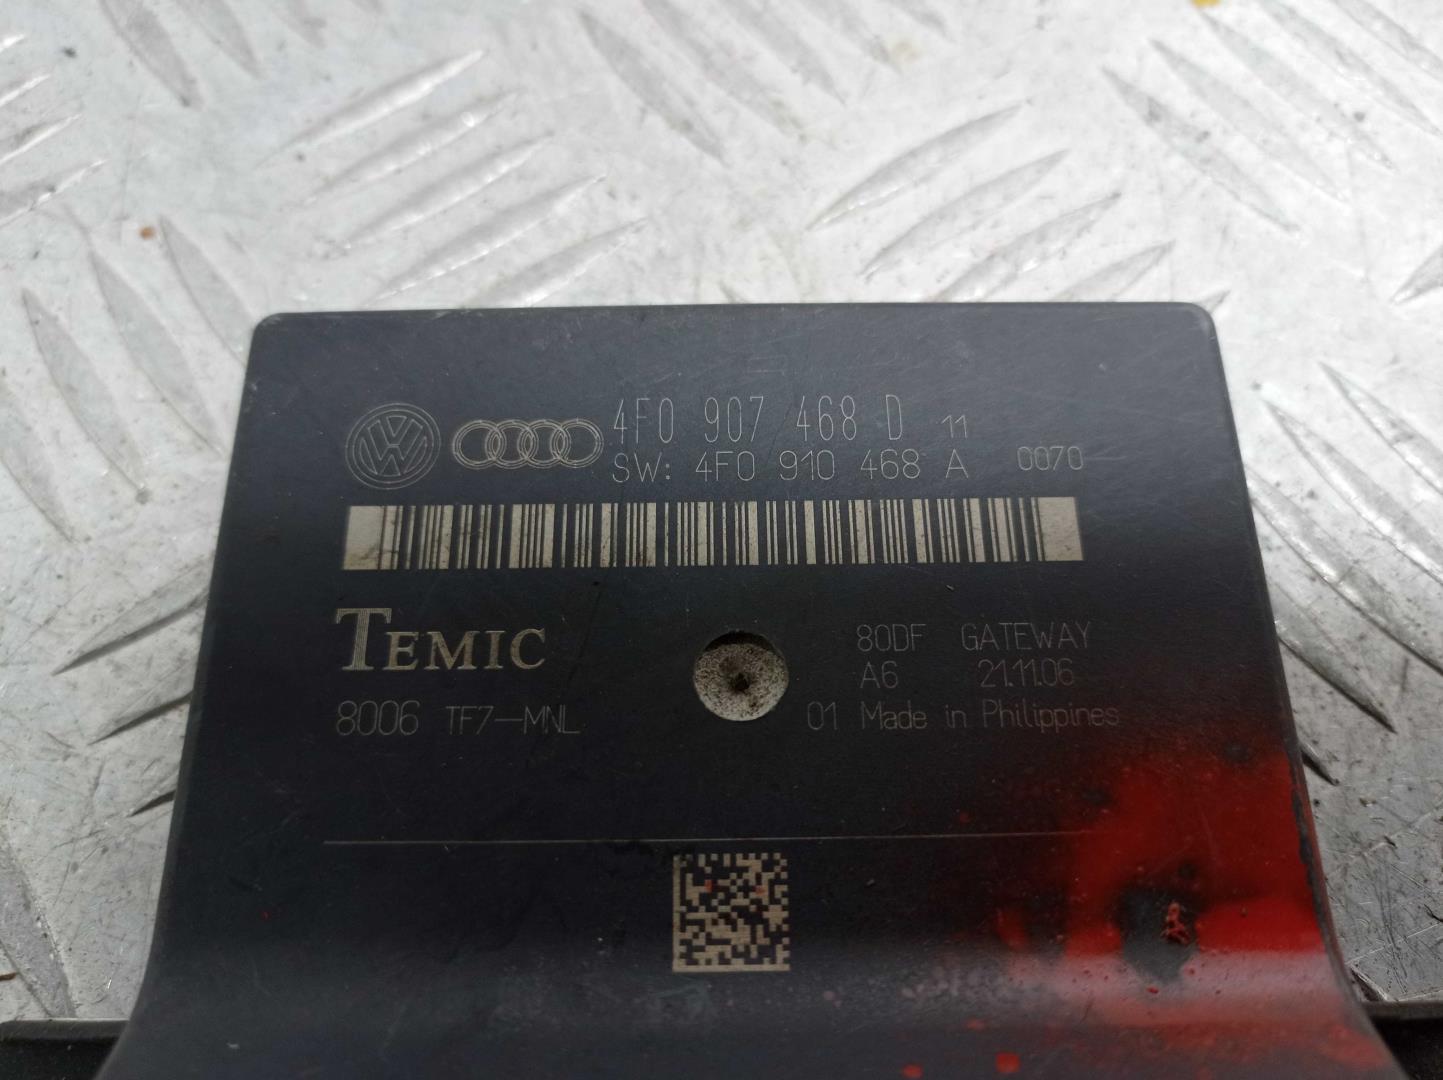 4F0 907 468 D 11
SW: 4F0 910 468 A 0070
TEMIC
80DF GATEWAY
A6 21.11.06
8006 TF7-MNL 01 Made in Philippines